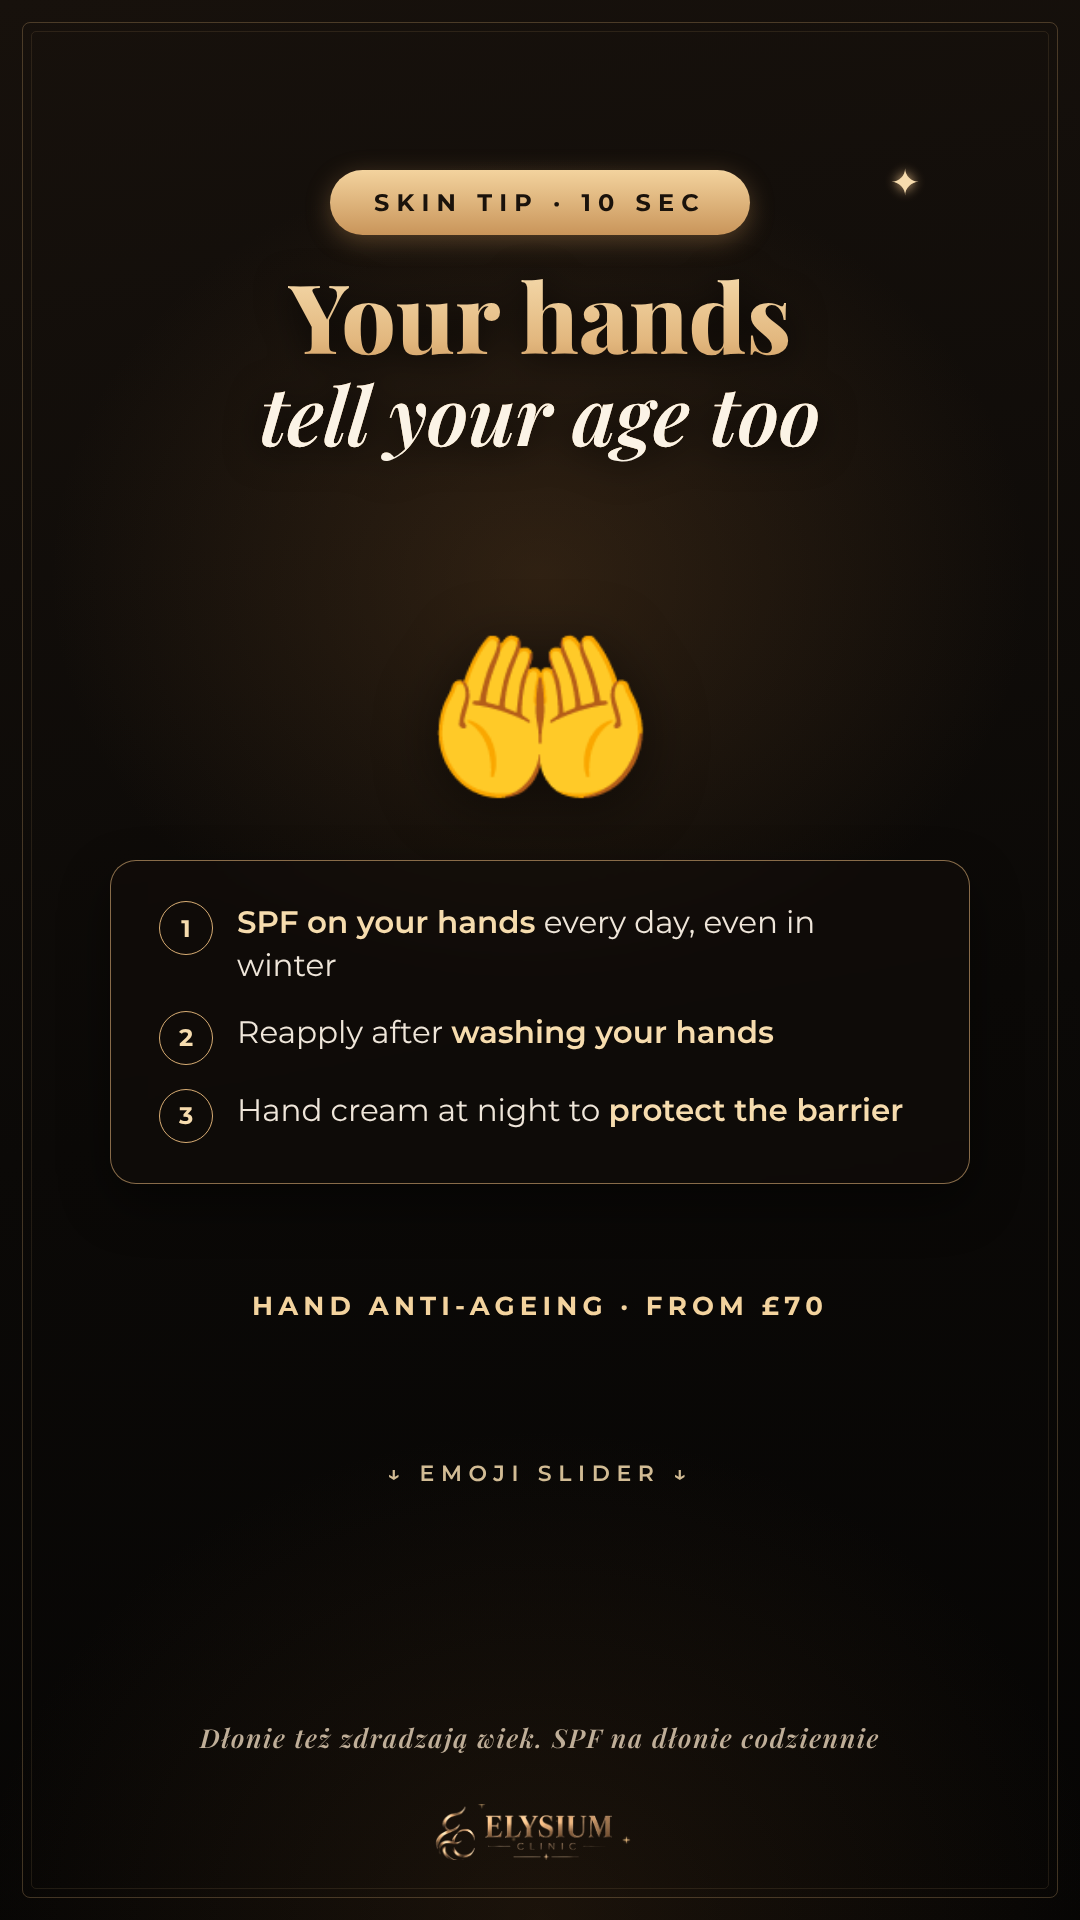 SKIN TIP · 10 SEC
Your hands
tell your age too
1 SPF on your hands every day, even in
winter
2 Reapply after washing your hands
3 Hand cream at night to protect the barrier
HAND ANTI-AGEING · FROM £70
↓ EMOJI SLIDER ↓
Dłonie też zdradzają wiek. SPF na dłonie codziennie
ELYSIUM
CLINIC